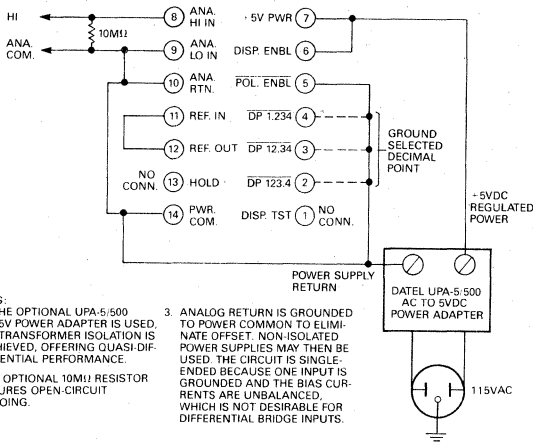 HI
10MΩ
ANA. COM.
8 ANA. HI IN
9 ANA. LO IN
10 ANA. RTN.
11 REF. IN
12 REF. OUT
NO CONN. 13 HOLD
14 PWR. COM.
+5V PWR 7
DISP. ENBL 6
POL. ENBL 5
DP 1.234 4
DP 12.34 3
DP 123.4 2
DISP. TST 1 NO CONN.
GROUND
SELECTED
DECIMAL
POINT
+5VDC
REGULATED
POWER
POWER SUPPLY
RETURN
DATEL UPA-5/500
AC TO 5VDC
POWER ADAPTER
115VAC
S:
HE OPTIONAL UPA-5/500
5V POWER ADAPTER IS USED,
TRANSFORMER ISOLATION IS
HIEVED, OFFERING QUASI-DIF-
ENTIAL PERFORMANCE.
OPTIONAL 10MΩ RESISTOR
URES OPEN-CIRCUIT
OING.
3. ANALOG RETURN IS GROUNDED
TO POWER COMMON TO ELIMI-
NATE OFFSET. NON-ISOLATED
POWER SUPPLIES MAY THEN BE
USED. THE CIRCUIT IS SINGLE-
ENDED BECAUSE ONE INPUT IS
GROUNDED AND THE BIAS CUR-
RENTS ARE UNBALANCED,
WHICH IS NOT DESIRABLE FOR
DIFFERENTIAL BRIDGE INPUTS.